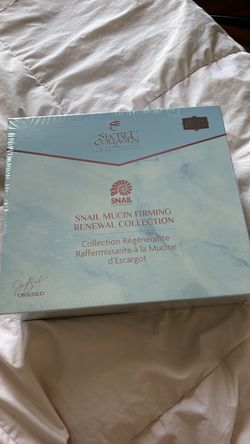 SECRET
COLLAGEN
SNAIL
SNAIL MUCIN FIRMING
RENEWAL COLLECTION
Collection Régénérante
Raffermissante à la Mucine
d'Escargot
OBSESSED